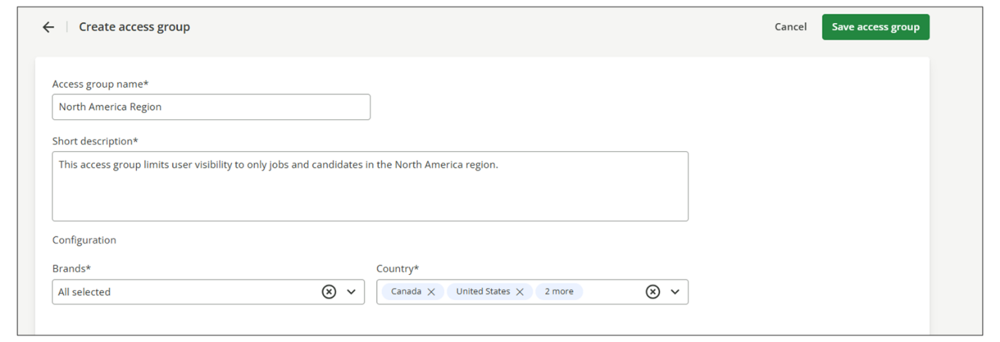 Create access group
Cancel
Save access group
Access group name*
North America Region
Short description*
This access group limits user visibility to only jobs and candidates in the North America region.
Configuration
Brands*
Country*
All selected
Canada
United States
2 more